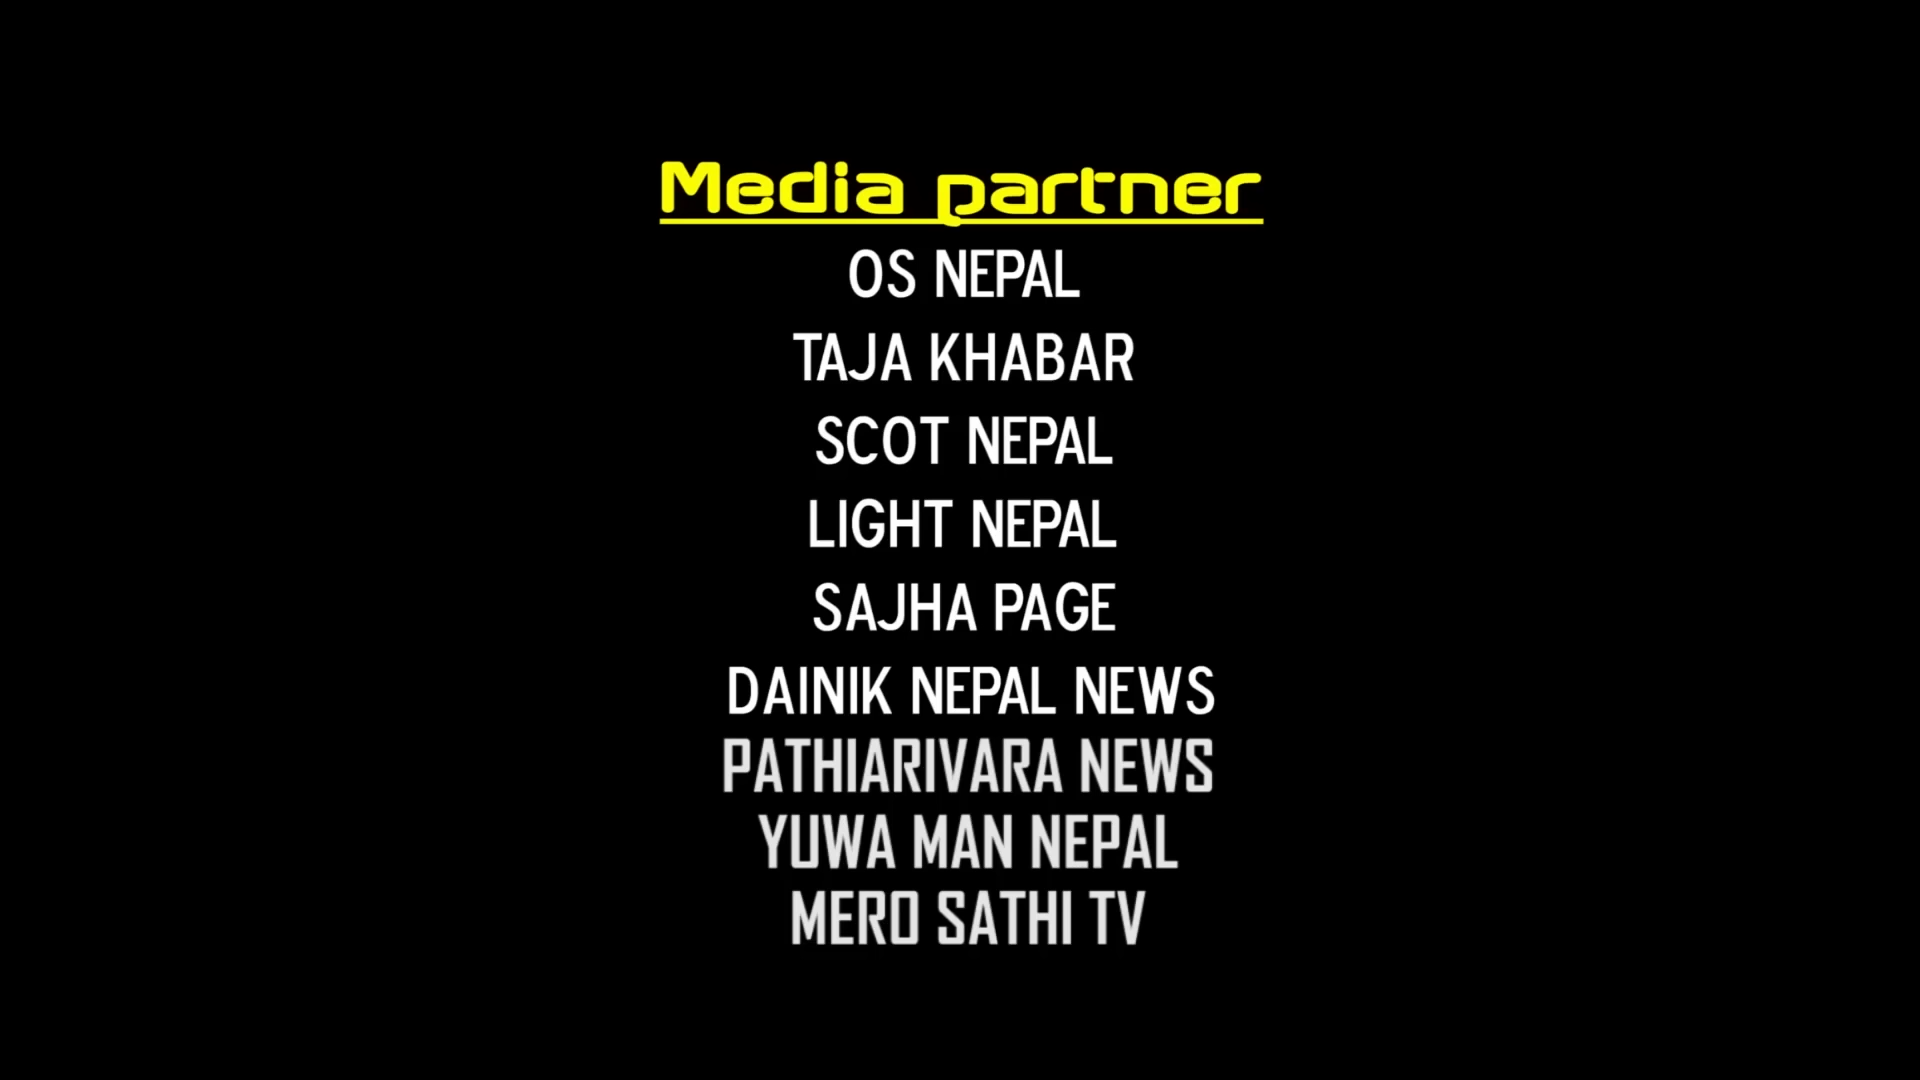 Media partner
OS NEPAL
TAJA KHABAR
SCOT NEPAL
LIGHT NEPAL
SAJHA PAGE
DAINIK NEPAL NEWS
PATHIARIVARA NEWS
YUWA MAN NEPAL
MERO SATHI TV